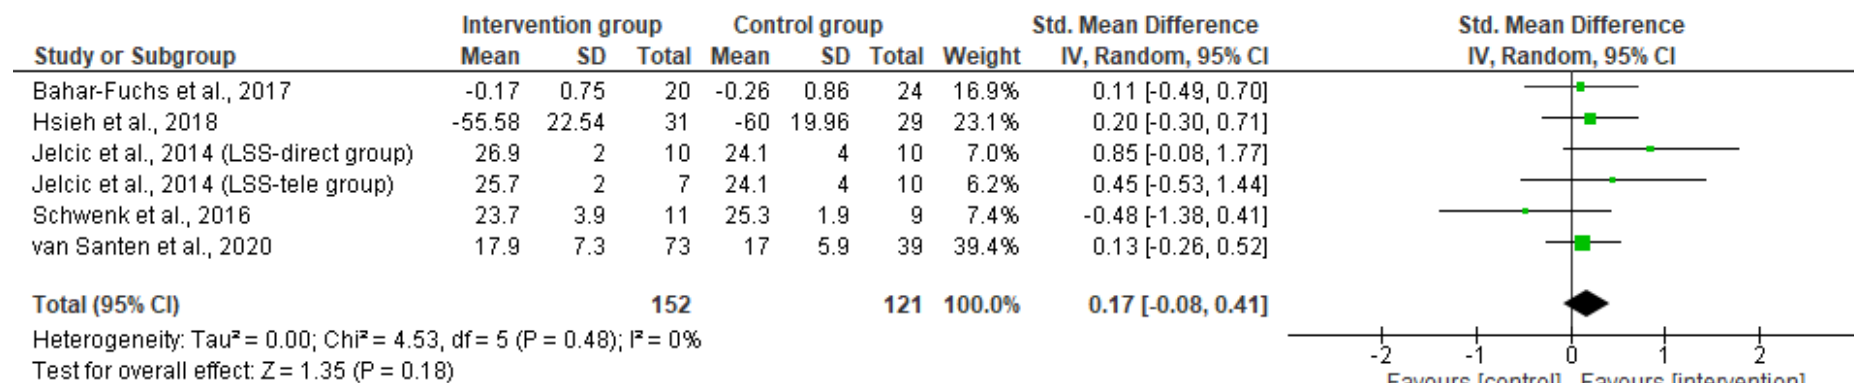 Intervention group Control group Std. Mean Difference Std. Mean Difference
Study or Subgroup Mean SD Total Mean SD Total Weight IV, Random, 95% CI IV, Random, 95% CI
Bahar-Fuchs et al., 2017 -0.17 0.75 20 -0.26 0.86 24 16.9% 0.11 [-0.49, 0.70]
Hsieh et al., 2018 -55.58 22.54 31 -60 19.96 29 23.1% 0.20 [-0.30, 0.71]
Jelcic et al., 2014 (LSS-direct group) 26.9 2 10 24.1 4 10 7.0% 0.85 [-0.08, 1.77]
Jelcic et al., 2014 (LSS-tele group) 25.7 2 7 24.1 4 10 6.2% 0.45 [-0.53, 1.44]
Schwenk et al., 2016 23.7 3.9 11 25.3 1.9 9 7.4% -0.48 [-1.38, 0.41]
van Santen et al., 2020 17.9 7.3 73 17 5.9 39 39.4% 0.13 [-0.26, 0.52]
Total (95% CI) 152 121 100.0% 0.17 [-0.08, 0.41]
Heterogeneity: Tau² = 0.00; Chi² = 4.53, df = 5 (P = 0.48); I² = 0%
Test for overall effect: Z = 1.35 (P = 0.18)
-2 -1 0 1 2
Favours [control] Favours [intervention]